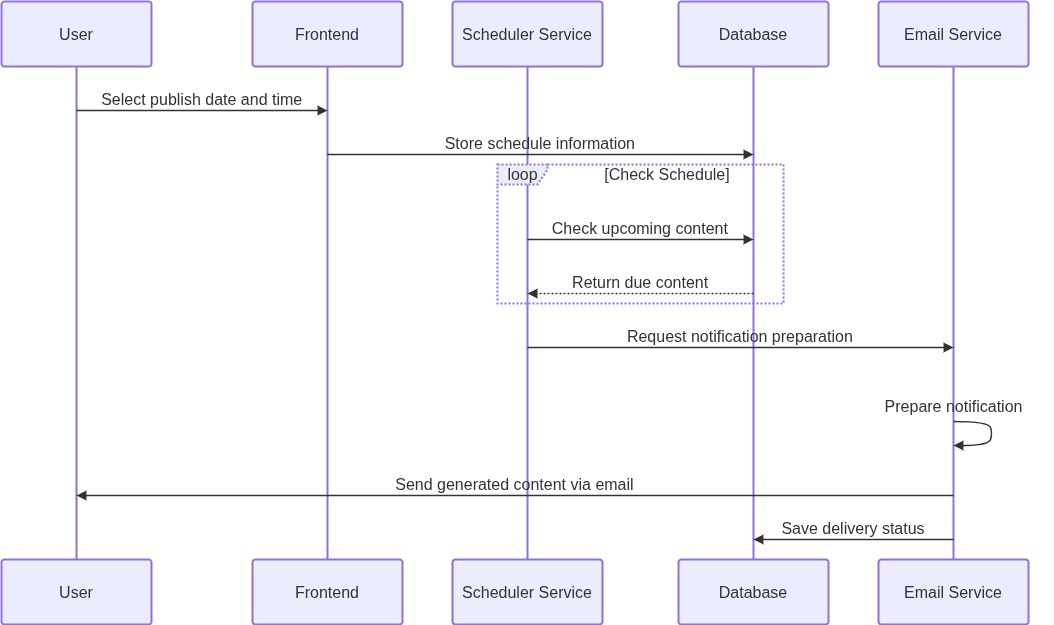 User
Frontend
Scheduler Service
Database
Email Service
Select publish date and time
Store schedule information
loop
[Check Schedule]
Check upcoming content
Return due content
Request notification preparation
Prepare notification
Send generated content via email
Save delivery status
User
Frontend
Scheduler Service
Database
Email Service